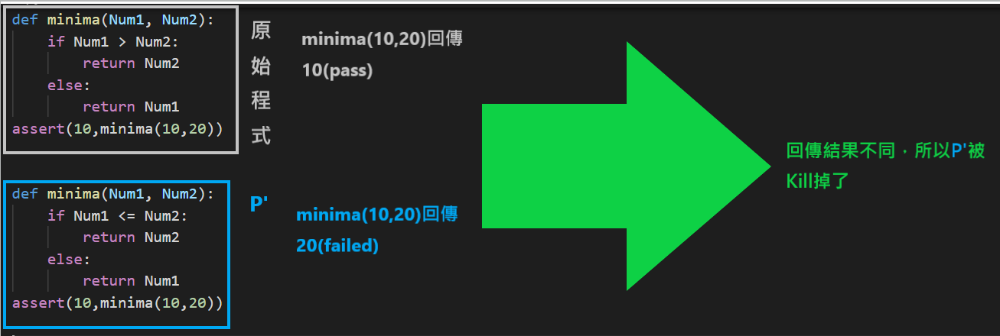 def minima(Num1, Num2):
    if Num1 > Num2:
        return Num2
    else:
        return Num1
assert(10,minima(10,20))
原始程式
minima(10,20)回傳
10(pass)
def minima(Num1, Num2):
    if Num1 <= Num2:
        return Num2
    else:
        return Num1
assert(10,minima(10,20))
P'
minima(10,20)回傳
20(failed)
回傳結果不同，所以P'被
Kill掉了